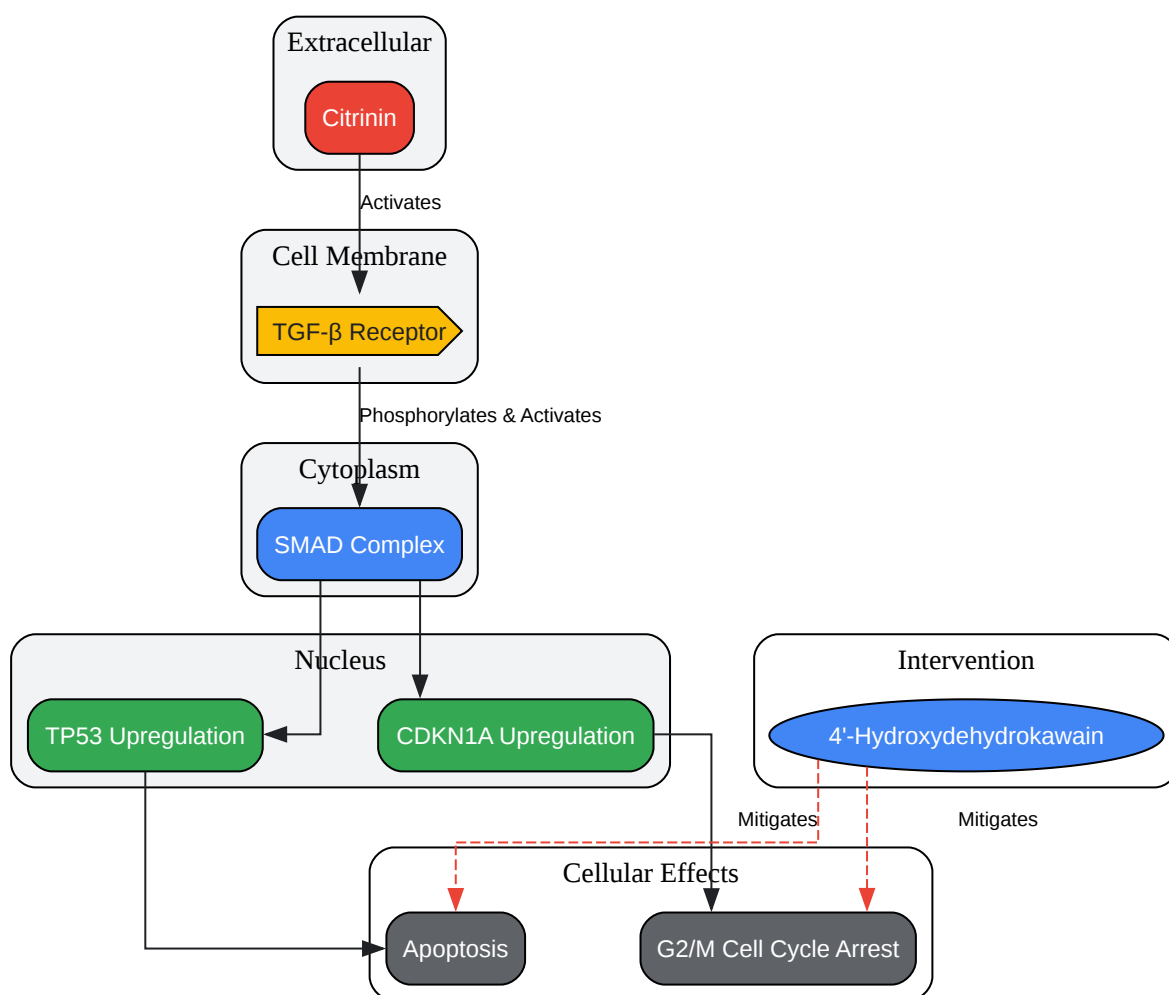 Extracellular
Citrinin
Activates
Cell Membrane
TGF-β Receptor
Phosphorylates & Activates
Cytoplasm
SMAD Complex
Nucleus
TP53 Upregulation
CDKN1A Upregulation
Intervention
4'-Hydroxydehydrokawain
Mitigates
Mitigates
Cellular Effects
Apoptosis
G2/M Cell Cycle Arrest